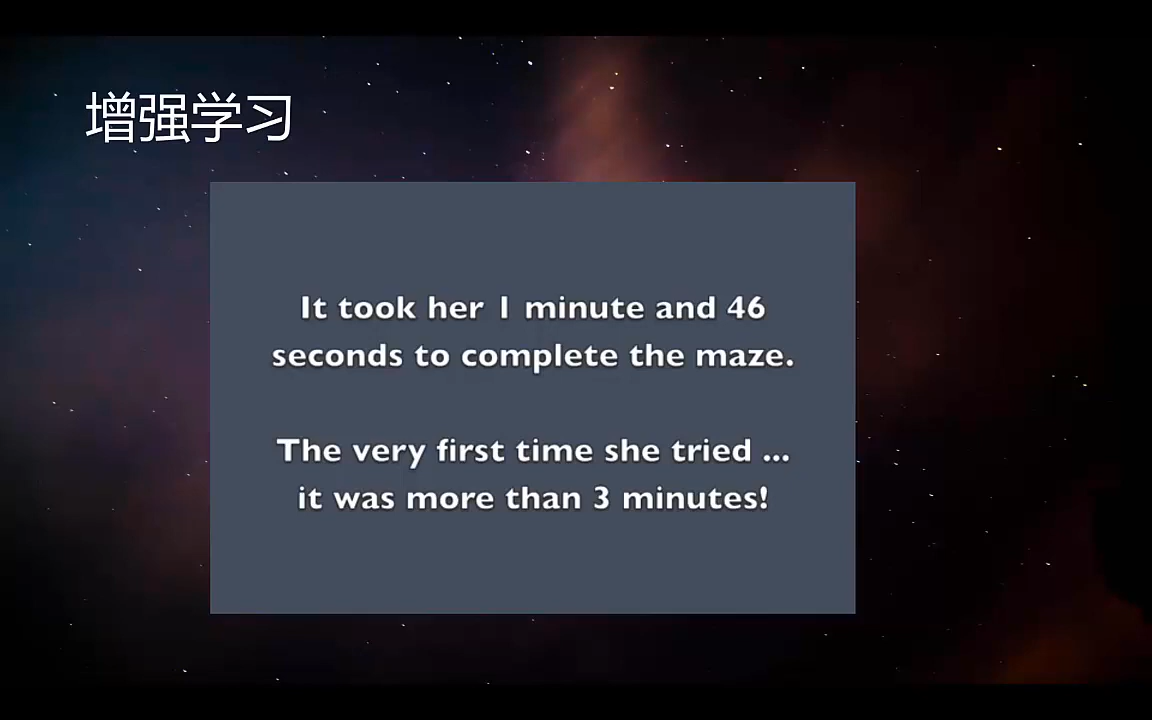 增强学习
It took her 1 minute and 46
seconds to complete the maze.
The very first time she tried ...
it was more than 3 minutes!